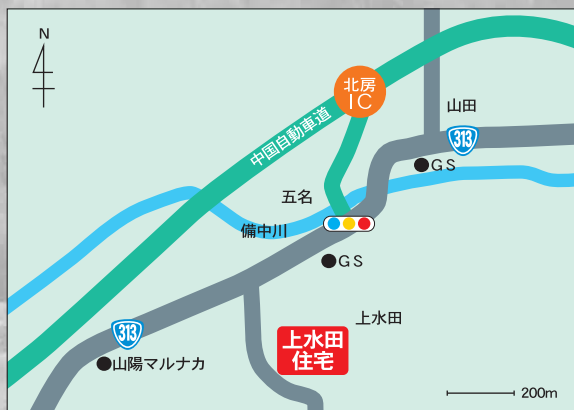 N
北房
IC
山田
中国自動車道
313
GS
五名
備中川
GS
上水田
313
上水田
住宅
山陽マルナカ
200m